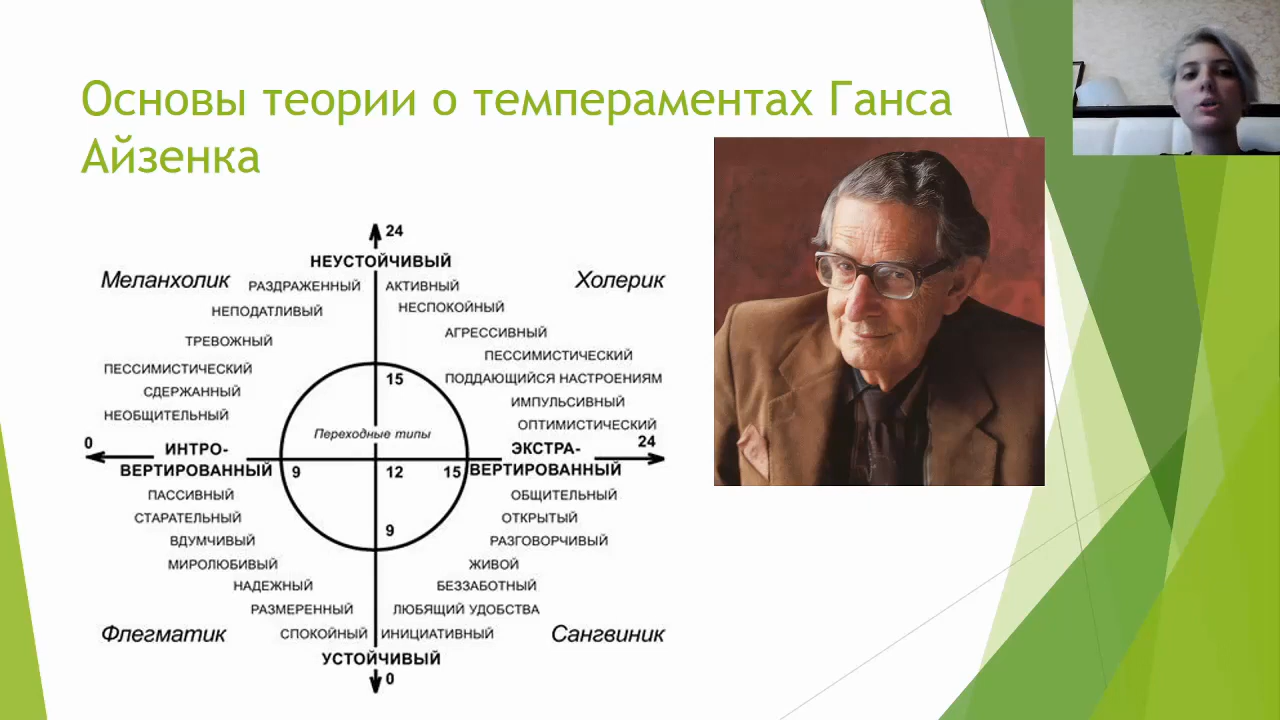 Основы теории о темпераментах Ганса
Айзенка
24
НЕУСТОЙЧИВЫЙ
Меланхолик
Холерик
РАЗДРАЖЕННЫЙ
АКТИВНЫЙ
НЕПОДАТЛИВЫЙ
НЕСПОКОЙНЫЙ
ТРЕВОЖНЫЙ
АГРЕССИВНЫЙ
ПЕССИМИСТИЧЕСКИЙ
ПЕССИМИСТИЧЕСКИЙ
СДЕРЖАННЫЙ
ПОДДАЮЩИЙСЯ НАСТРОЕНИЯМ
НЕОБЩИТЕЛЬНЫЙ
ИМПУЛЬСИВНЫЙ
ОПТИМИСТИЧЕСКИЙ
15
Переходные типы
0
24
ИНТРО-
ВЕРТИРОВАННЫЙ
ЭКСТРА-
ВЕРТИРОВАННЫЙ
9
12
15
9
ПАССИВНЫЙ
ОБЩИТЕЛЬНЫЙ
СТАРАТЕЛЬНЫЙ
ОТКРЫТЫЙ
ВДУМЧИВЫЙ
РАЗГОВОРЧИВЫЙ
МИРОЛЮБИВЫЙ
ЖИВОЙ
НАДЕЖНЫЙ
БЕЗЗАБОТНЫЙ
РАЗМЕРЕННЫЙ
ЛЮБЯЩИЙ УДОБСТВА
СПОКОЙНЫЙ
ИНИЦИАТИВНЫЙ
Флегматик
Сангвиник
УСТОЙЧИВЫЙ
0